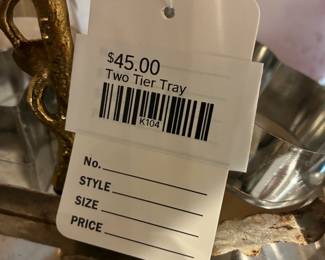 $45.00
Two Tier Tray
K104
No.
STYLE
SIZE
PRICE